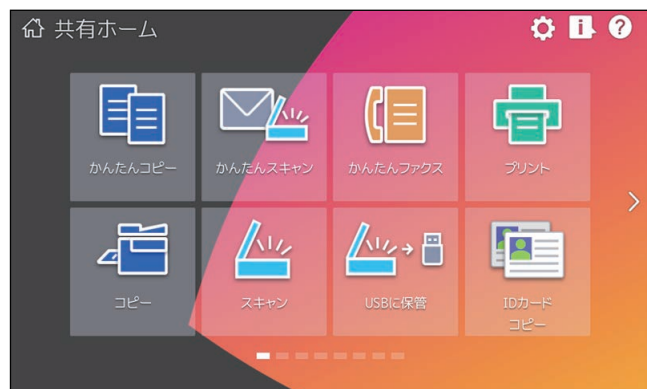 共有ホーム
かんたんコピー
かんたんスキャン
かんたんファクス
プリント
コピー
スキャン
USBに保管
IDカード
コピー